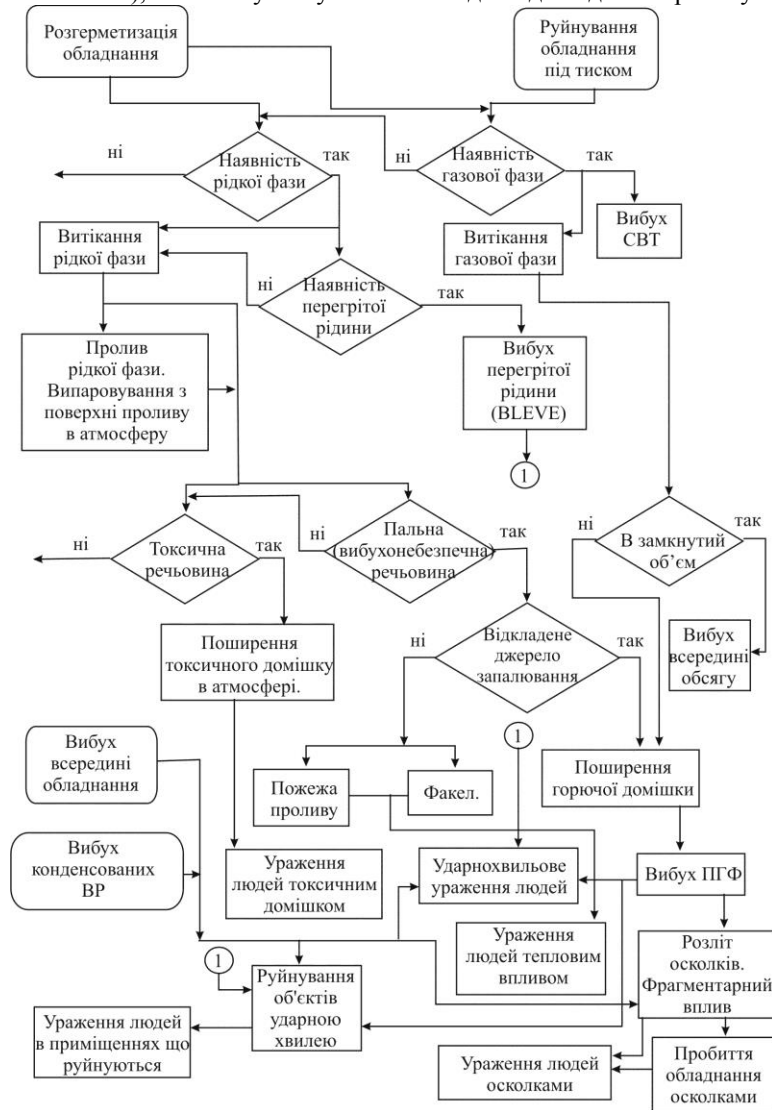 Розгерметизація
обладнання
Руйнування
обладнання
під тиском
ні
Наявність
рідкої фази
так
ні
Наявність
газової фази
так
Витікання
рідкої фази
Витікання
газової фази
Вибух
СВТ
ні
Наявність
перегрітої
рідини
так
Пролив
рідкої фази.
Випаровування з
поверхні проливу
в атмосферу
Вибух
перегрітої
рідини
(BLEVE)
1
ні
Токсична
речовина
так
ні
Пальна
(вибухонебезпечна)
речовина
так
ні
В замкнутий
об’єм
так
Поширення
токсичного домішку
в атмосфері.
ні
Відкладене
джерело
запалювання
так
Вибух
всередині
обсягу
1
Вибух
всередині
обладнання
Пожежа
проливу
Факел.
Поширення
горючої домішки
Вибух
конденсованих
ВР
Ураження
людей токсичним
домішком
Ударнохвильове
ураження людей
Вибух ПГФ
1
Руйнування
об'єктів
ударною
хвилею
Ураження
людей тепловим
впливом
Розліт
осколків.
Фрагментарний
вплив
Ураження людей
в приміщеннях що
руйнуються
Ураження людей
осколками
Пробиття
обладнання
осколками